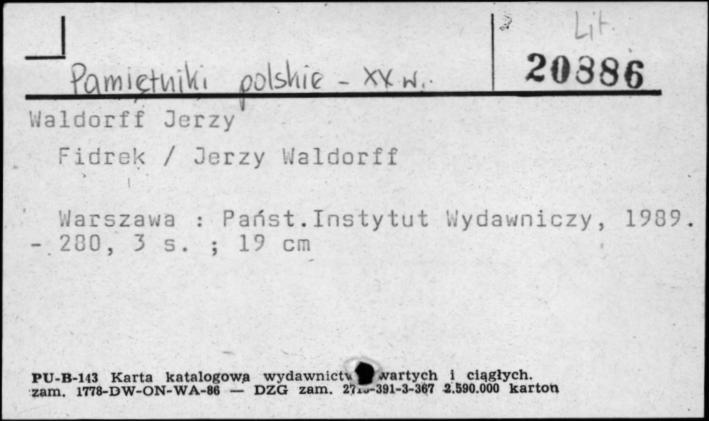 Lit.
20886
Pamiętniki polskie - XX w.
Waldorff Jerzy
Fidrek / Jerzy Waldorff
Warszawa : Państ.Instytut Wydawniczy, 1989.
- 280, 3 s. ; 19 cm
PU-B-143 Karta katalogowa wydawnictw zwartych i ciągłych.
zam. 1778-DW-ON-WA-86 — DZG zam. 391-3-367 2.590.000 karton